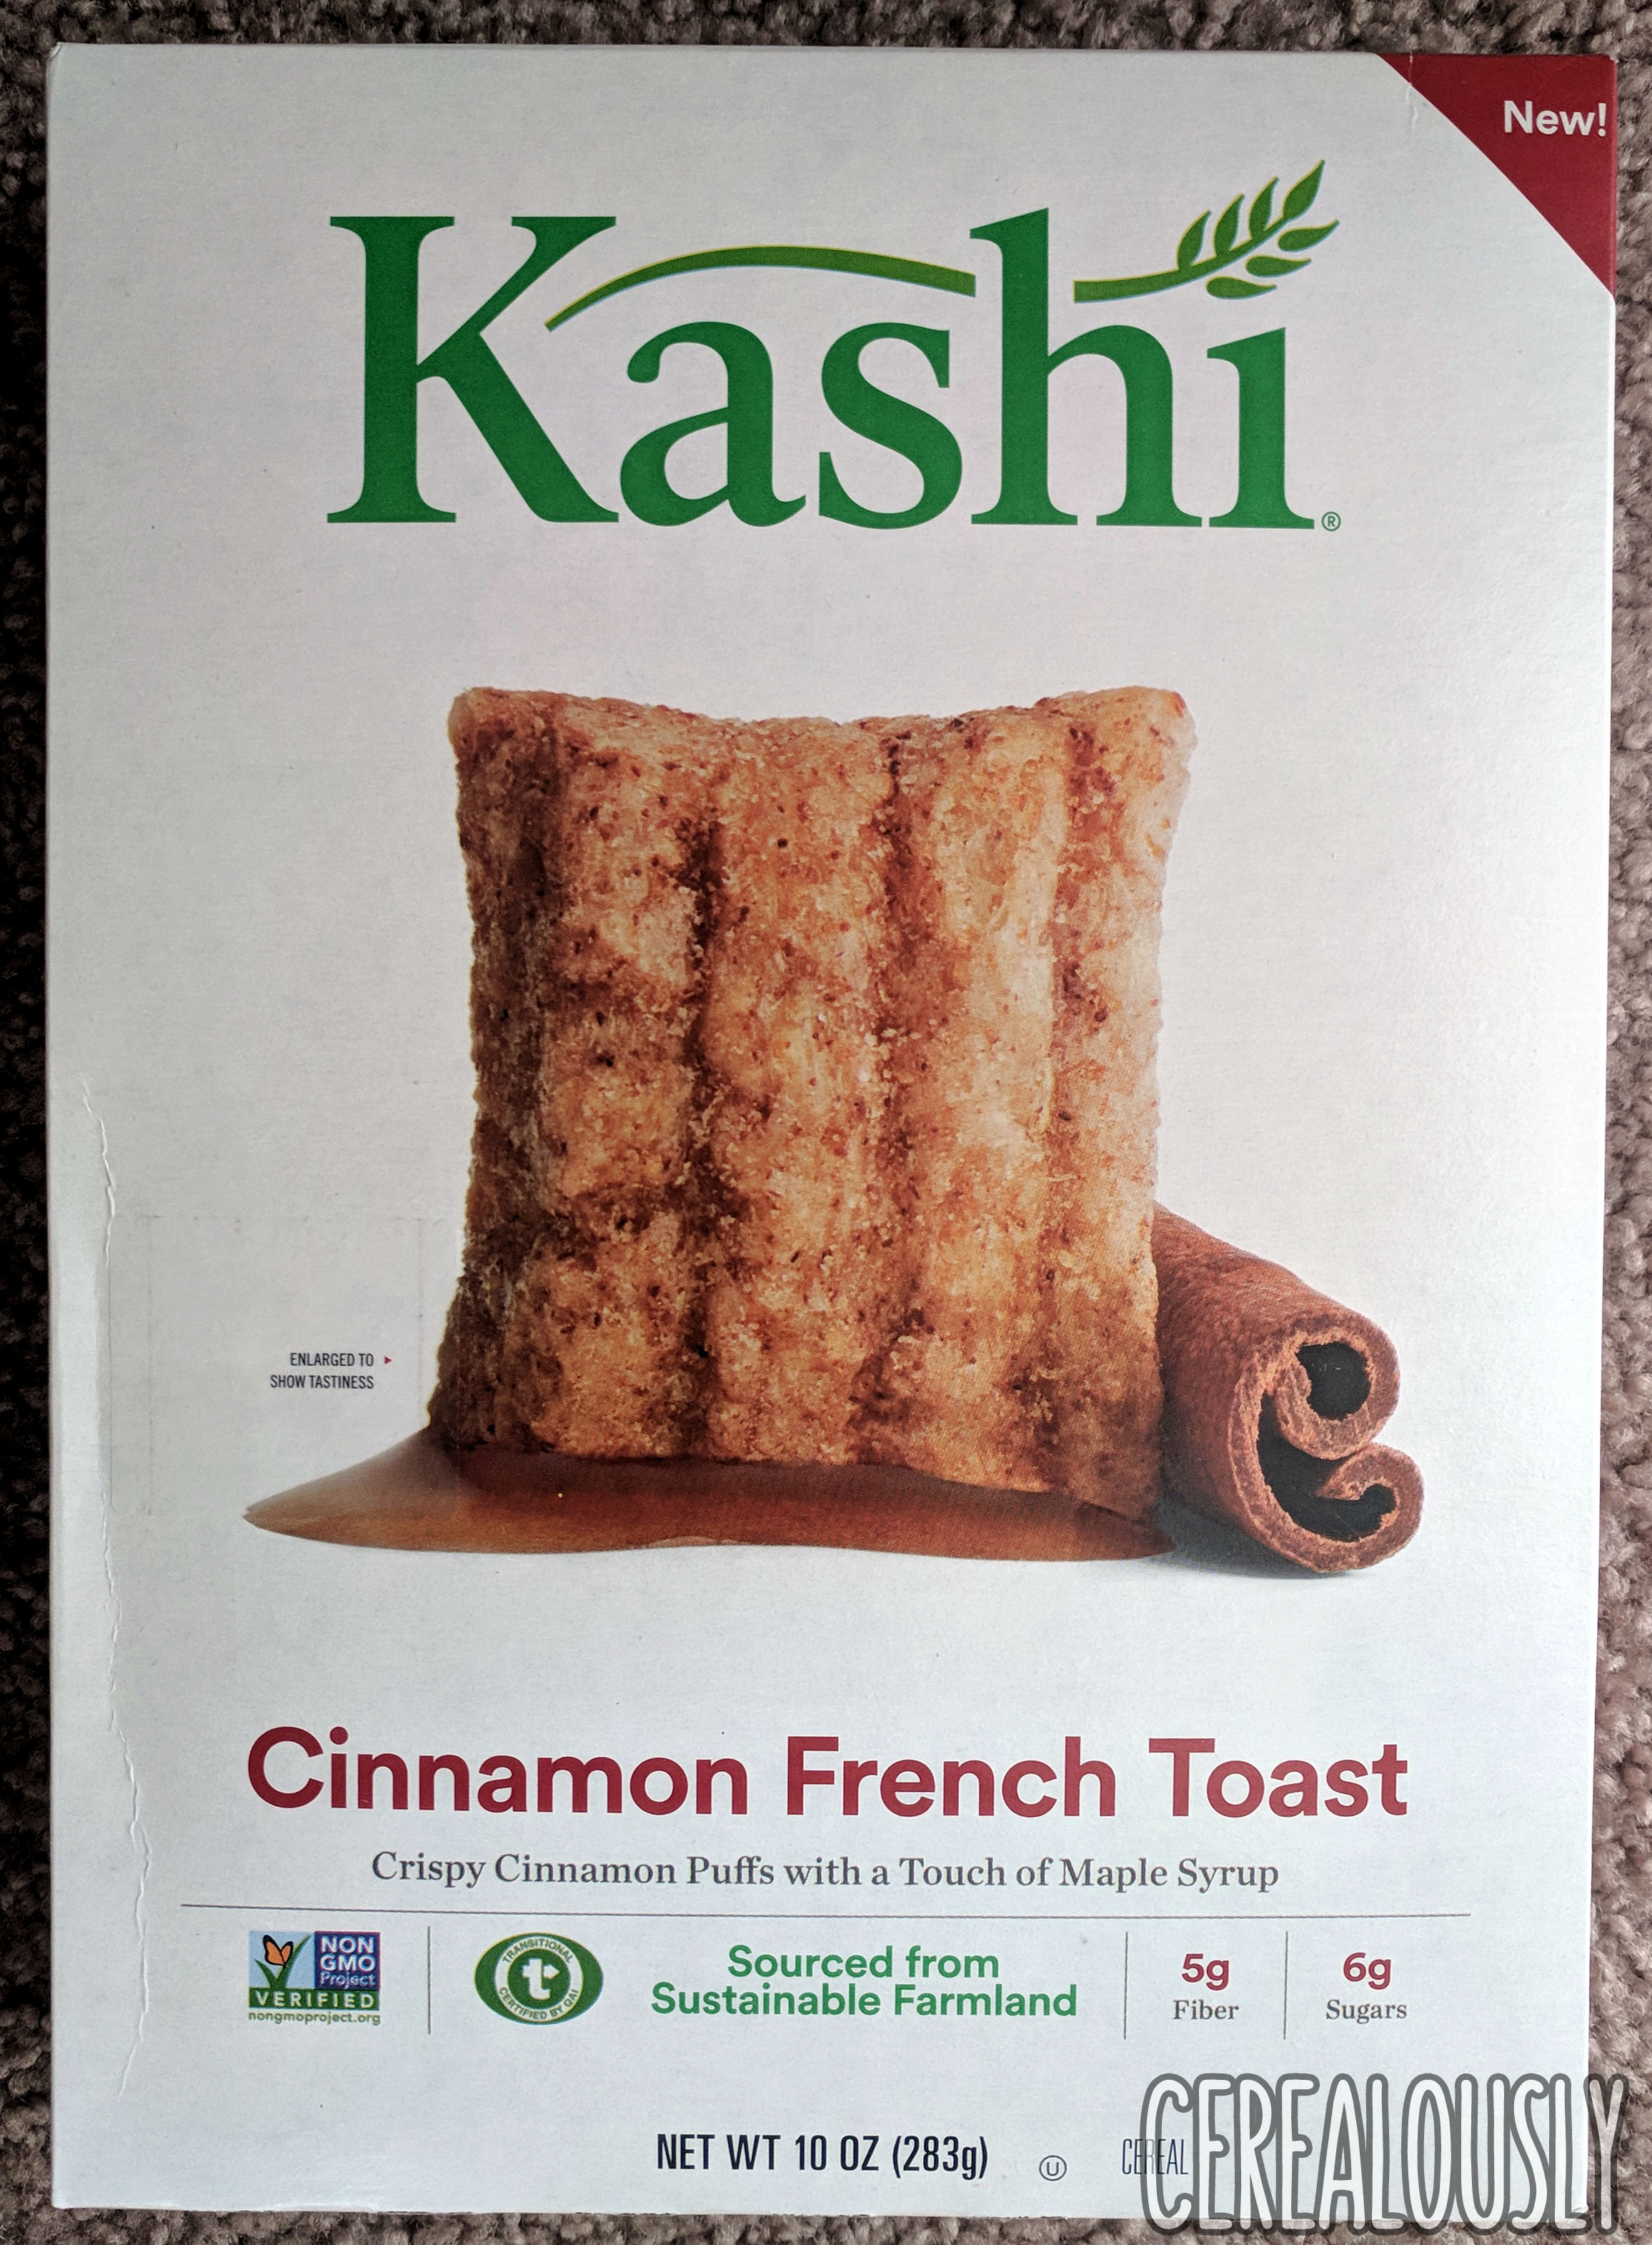 New!
Kashi®
ENLARGED TO
SHOW TASTINESS
Cinnamon French Toast
Crispy Cinnamon Puffs with a Touch of Maple Syrup
NON
GMO
Project
VERIFIED
nongmoproject.org
TRANSITIONAL
t
CERTIFIED BY QAI
Sourced from
Sustainable Farmland
5g
Fiber
6g
Sugars
NET WT 10 OZ (283g)
U
CEREAL
CEREALOUSLY